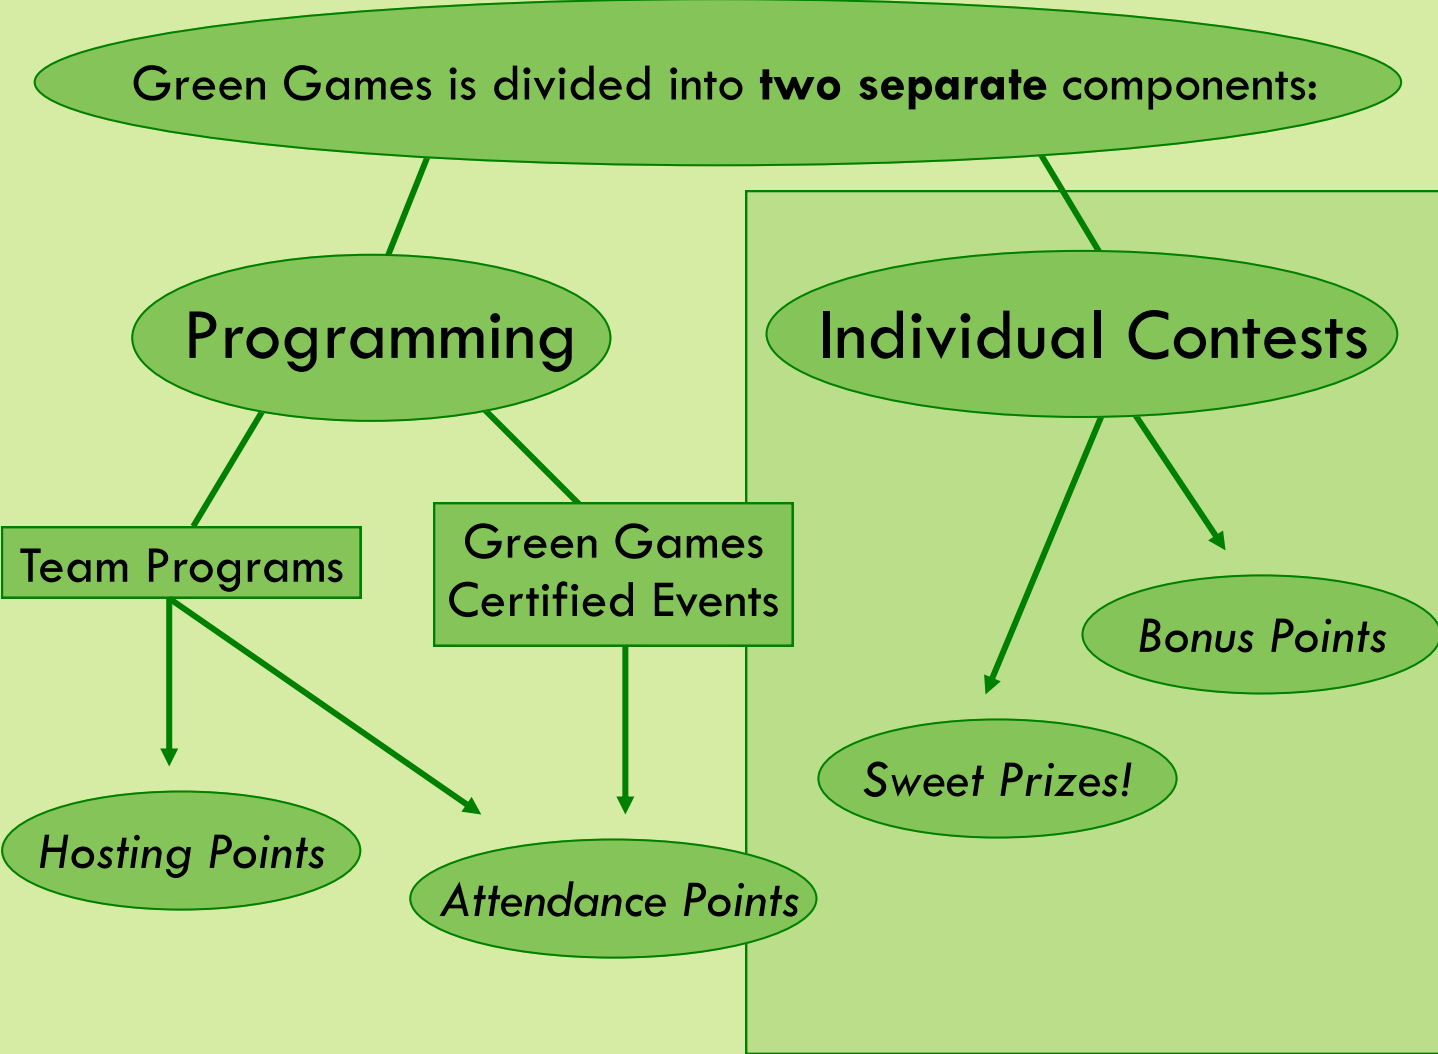 Green Games is divided into two separate components:
Programming
Individual Contests
Team Programs
Green Games
Certified Events
Bonus Points
Sweet Prizes!
Hosting Points
Attendance Points